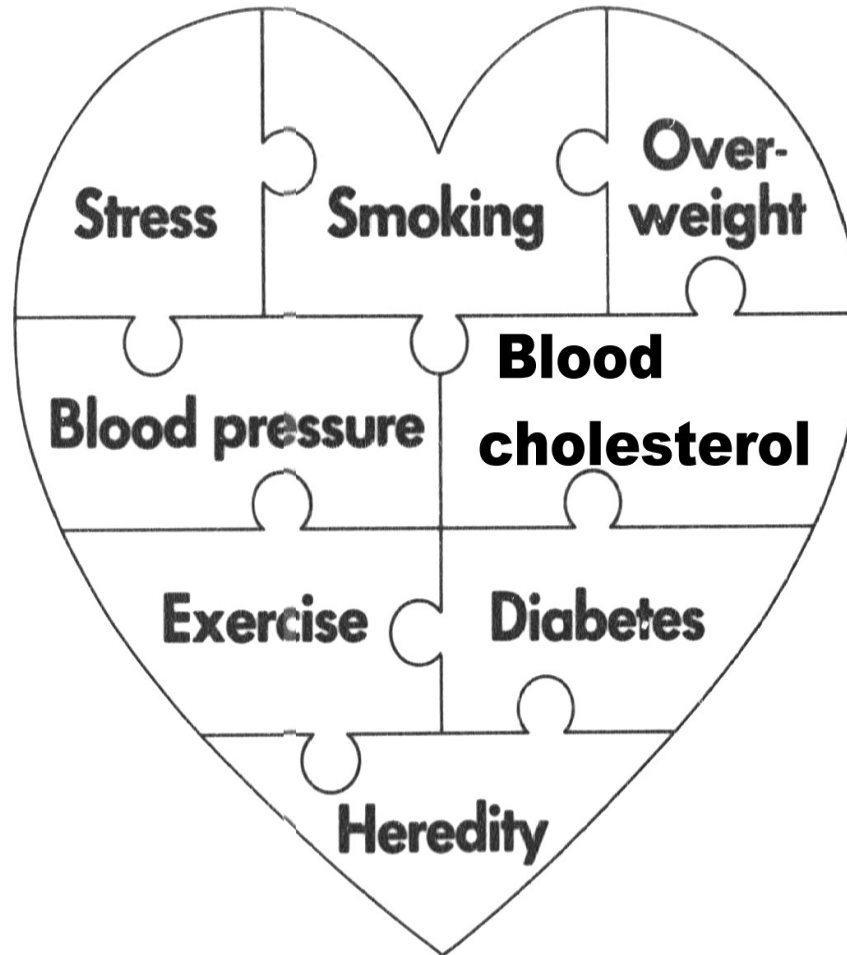 Stress
Smoking
Over-
weight
Blood pressure
Blood
cholesterol
Exercise
Diabetes
Heredity